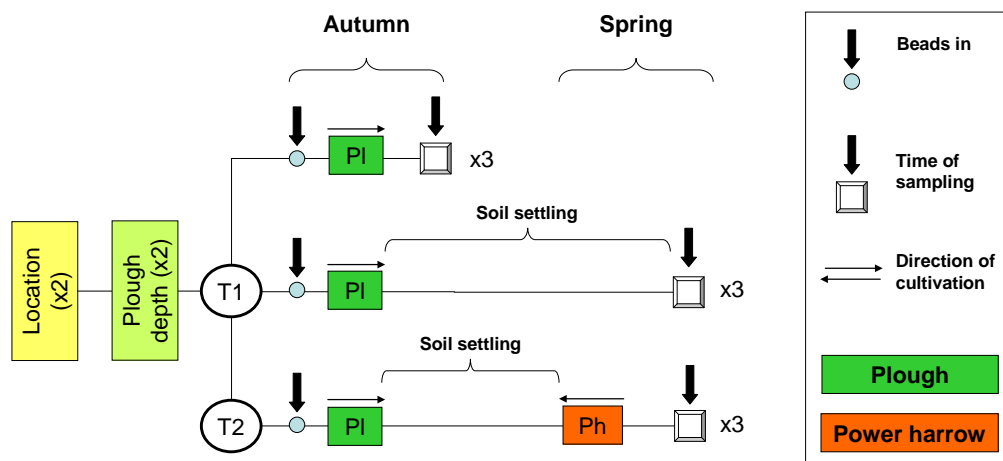 Autumn
Spring
Pl
x3
Location
(x2)
Plough
depth (x2)
Soil settling
T1
Pl
x3
Soil settling
T2
Pl
Ph
x3
Beads in
Time of
sampling
Direction of
cultivation
Plough
Power harrow